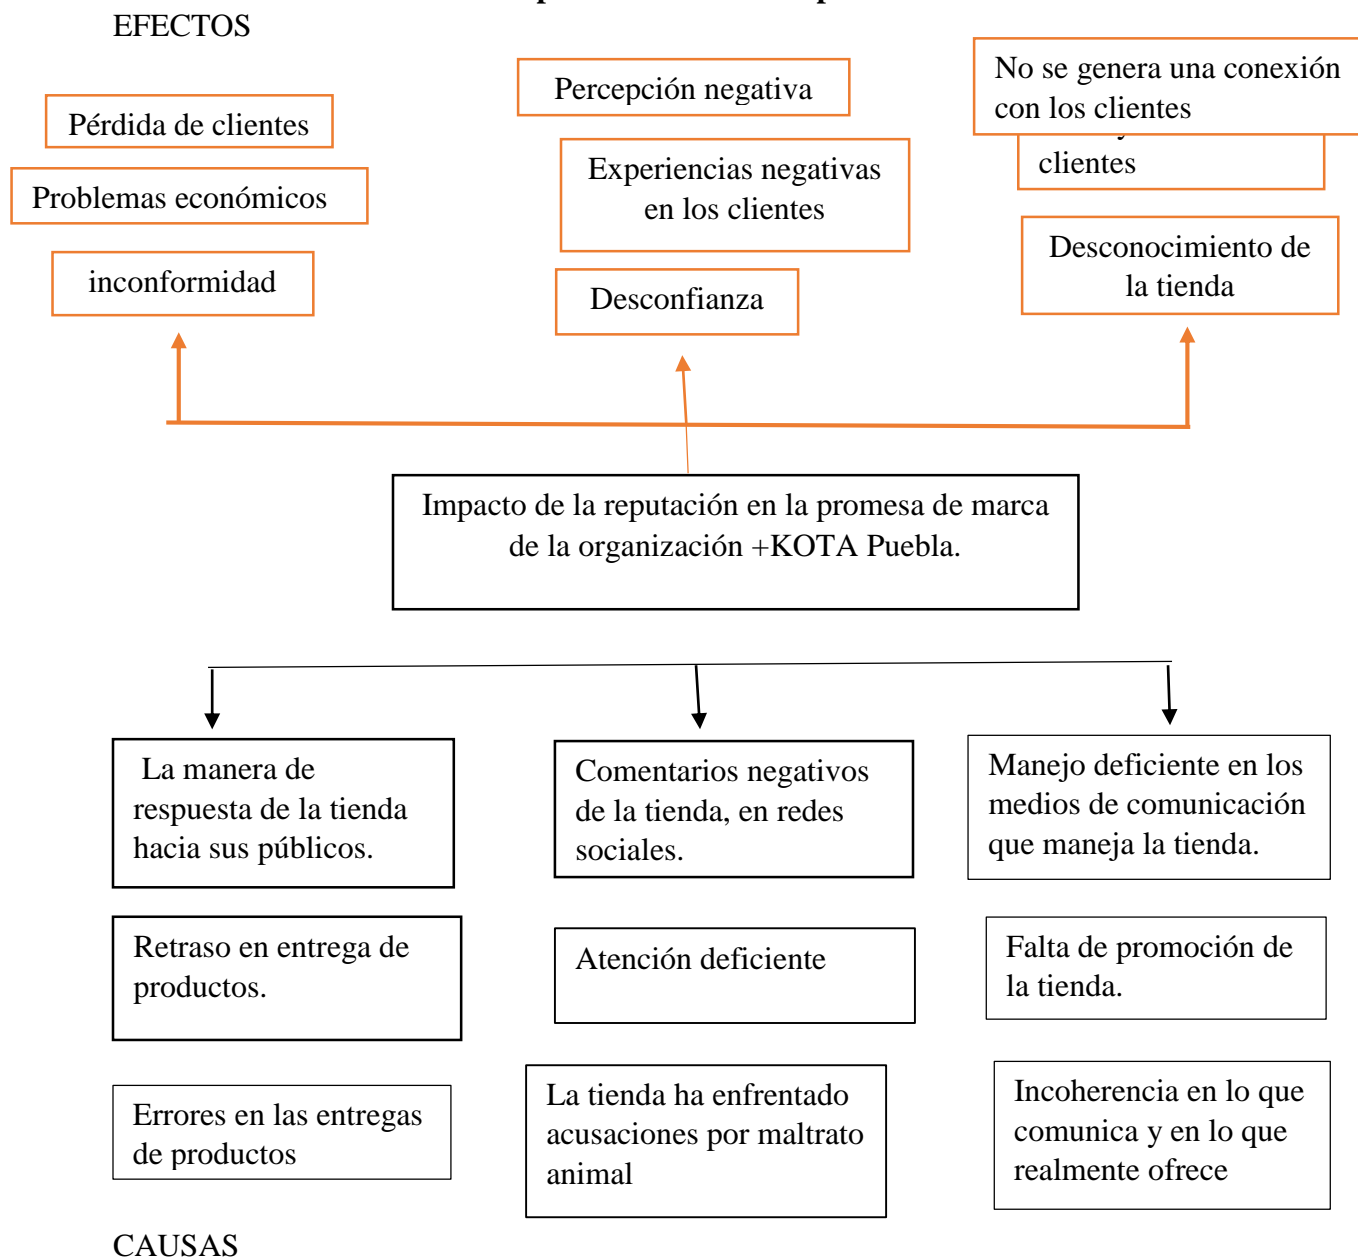 EFECTOS
Pérdida de clientes
Problemas económicos
inconformidad
Percepción negativa
Experiencias negativas
en los clientes
Desconfianza
No se genera una conexión
con los clientes
clientes
Desconocimiento de
la tienda
Impacto de la reputación en la promesa de marca
de la organización +KOTA Puebla.
La manera de
respuesta de la tienda
hacia sus públicos.
Retraso en entrega de
productos.
Errores en las entregas
de productos
Comentarios negativos
de la tienda, en redes
sociales.
Atención deficiente
La tienda ha enfrentado
acusaciones por maltrato
animal
Manejo deficiente en los
medios de comunicación
que maneja la tienda.
Falta de promoción de
la tienda.
Incoherencia en lo que
comunica y en lo que
realmente ofrece
CAUSAS